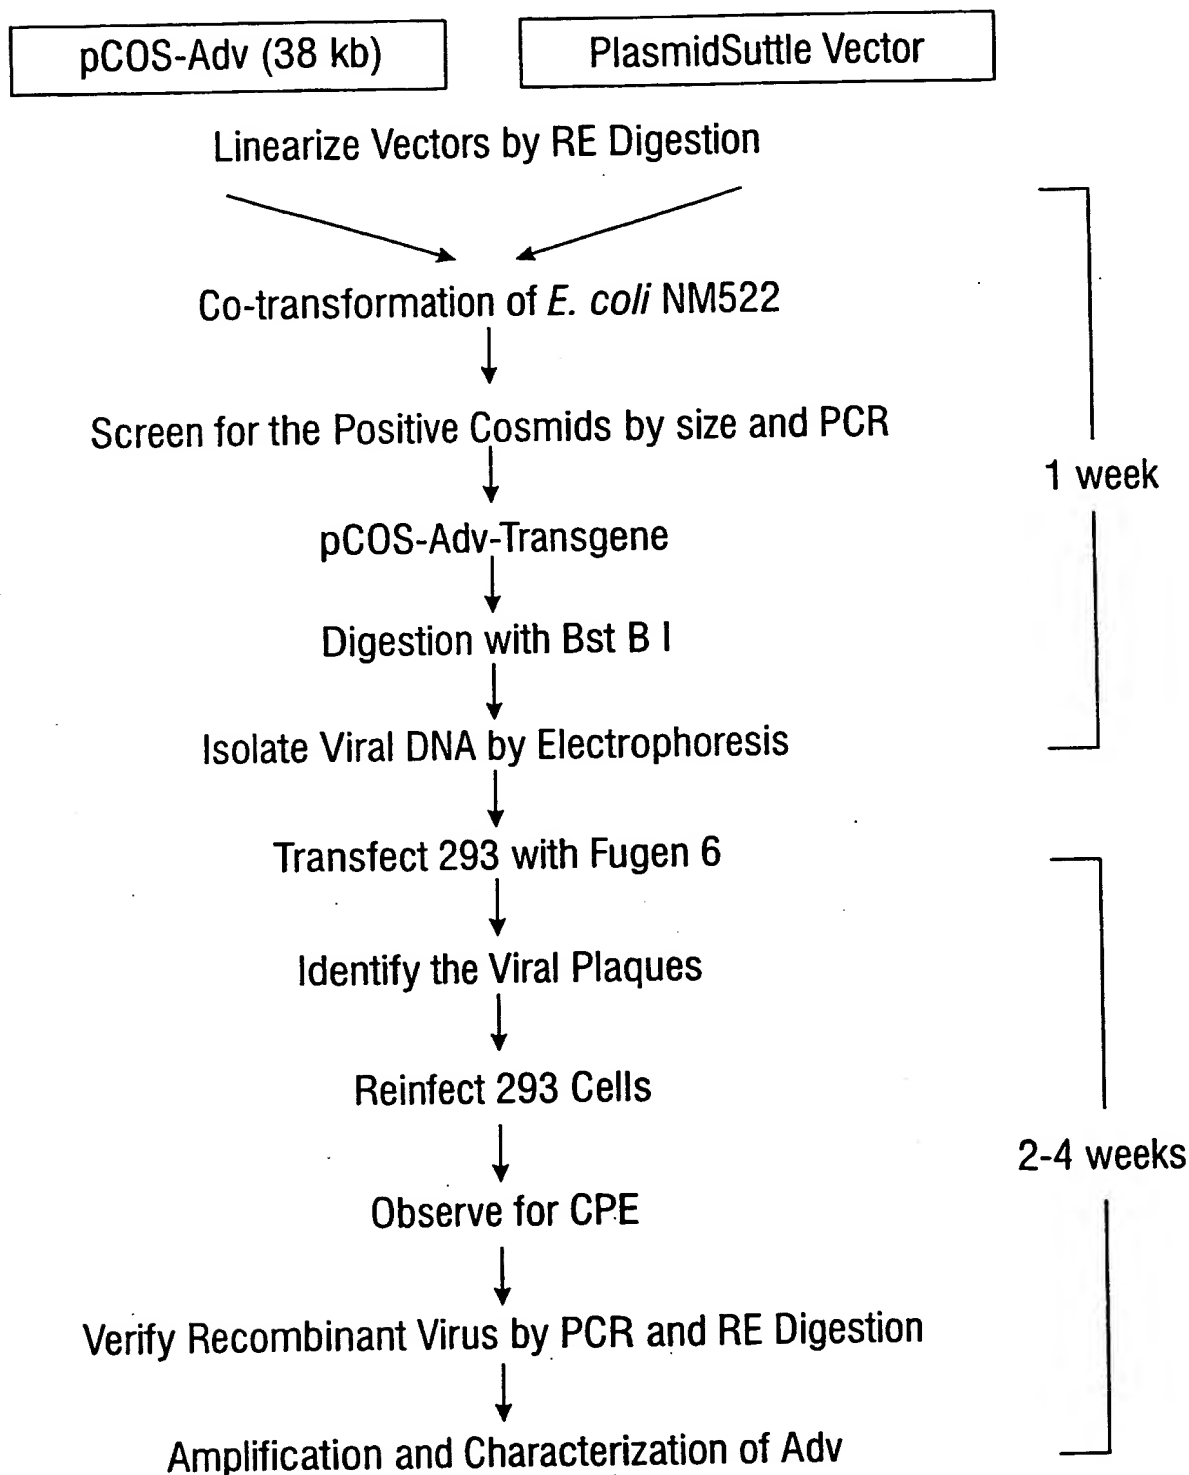 pCOS-Adv (38 kb)
PlasmidSuttle Vector
Linearize Vectors by RE Digestion
Co-transformation of E. coli NM522
Screen for the Positive Cosmids by size and PCR
1 week
pCOS-Adv-Transgene
Digestion with Bst B I
Isolate Viral DNA by Electrophoresis
Transfect 293 with Fugen 6
Identify the Viral Plaques
Reinfect 293 Cells
2-4 weeks
Observe for CPE
Verify Recombinant Virus by PCR and RE Digestion
Amplification and Characterization of Adv